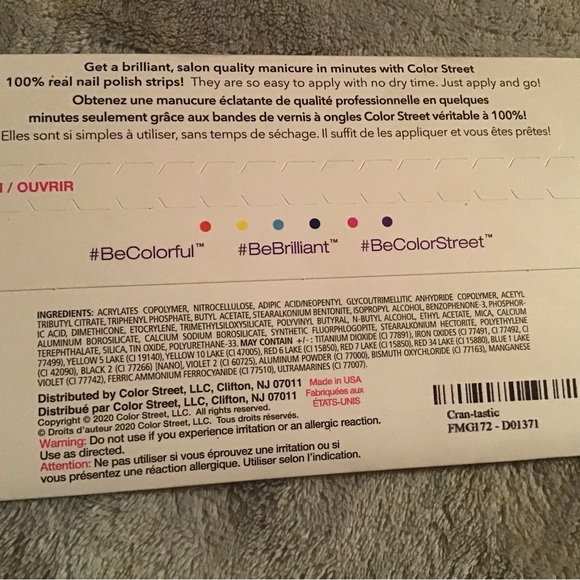 Get a brilliant, salon quality manicure in minutes with Color Street
100% real nail polish strips! They are so easy to apply with no dry time. Just apply and go!
Obtenez une manucure éclatante de qualité professionnelle en quelques
minutes seulement grâce aux bandes de vernis à ongles Color Street véritable à 100%!
Elles sont si simples à utiliser, sans temps de séchage. Il suffit de les appliquer et vous êtes prêtes!
/ OUVRIR
#BeColorful™ #BeBrilliant™ #BeColorStreet™
INGREDIENTS: ACRYLATES COPOLYMER, NITROCELLULOSE, ADIPIC ACID/NEOPENTYL GLYCOL/TRIMELLITIC ANHYDRIDE COPOLYMER, ACETYL
TRIBUTYL CITRATE, TRIPHENYL PHOSPHATE, BUTYL ACETATE, STEARALKONIUM BENTONITE, ISOPROPYL ALCOHOL, BENZOPHENONE-3, PHOSPHOR-
IC ACID, DIMETHICONE, ETOCRYLENE, TRIMETHYLSILOXYSILICATE, POLYVINYL BUTYRAL, N-BUTYL ALCOHOL, ETHYL ACETATE, MICA, CALCIUM
ALUMINUM BOROSILICATE, CALCIUM SODIUM BOROSILICATE, SYNTHETIC FLUORPHLOGOPITE, STEARALKONIUM HECTORITE, POLYETHYLENE
TEREPHTHALATE, SILICA, TIN OXIDE, POLYURETHANE-33. MAY CONTAIN +/-: TITANIUM DIOXIDE (CI 77891), IRON OXIDES (CI 77491, CI 77492, CI
77499), YELLOW 5 LAKE (CI 19140), YELLOW 10 LAKE (CI 47005), RED 6 LAKE (CI 15850), RED 7 LAKE (CI 15850), RED 34 LAKE (CI 15880), BLUE 1 LAKE
(CI 42090), BLACK 2 (CI 77266) [NANO], VIOLET 2 (CI 60725), ALUMINUM POWDER (CI 77000), BISMUTH OXYCHLORIDE (CI 77163), MANGANESE
VIOLET (CI 77742), FERRIC AMMONIUM FERROCYANIDE (CI 77510), ULTRAMARINES (CI 77007).
Distributed by Color Street, LLC, Clifton, NJ 07011 Made in USA
Distribué par Color Street, LLC, Clifton, NJ 07011 Fabriquées aux
ÉTATS-UNIS
Copyright © 2020 Color Street, LLC. All rights reserved.
© Droits d'auteur 2020 Color Street, LLC. Tous droits réservés.
Warning: Do not use if you experience irritation or an allergic reaction.
Use as directed.
Attention: Ne pas utiliser si vous éprouvez une irritation ou si
vous présentez une réaction allergique. Utiliser selon l'indication.
Cran-tastic
FMG172 - D01371